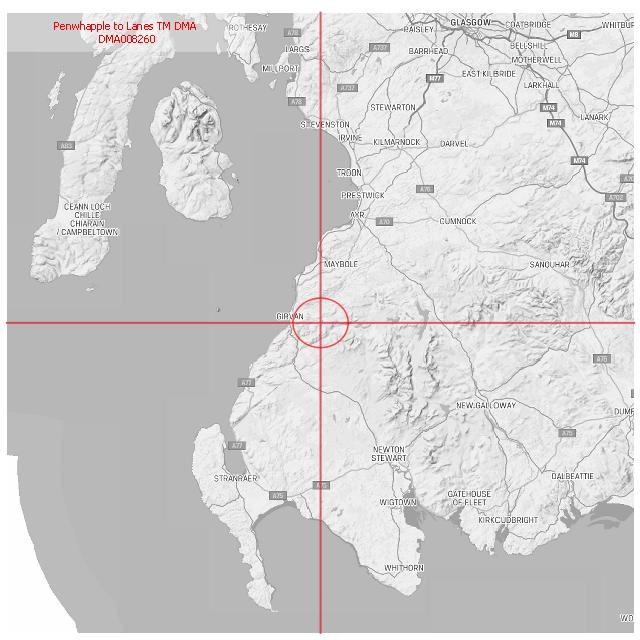 Penwhapple to Lanes TM DMA
DMA008260
ROTHESAY
GLASGOW
PAISLEY
COATBRIDGE
WHITBUR
A78
LARGS
A737
BARRHEAD
BELLSHILL
M8
MOTHERWELL
MILLPORT
M77
EAST KILBRIDE
A737
LARKHALL
A78
STEWARTON
M74
LANARK
STEVENSTON
M74
IRVINE
KILMARNOCK
DARVEL
A83
M74
TROON
A70
PRESTWICK
A76
A702
CEANN LOCH
CHILLE
CHIARAIN
/ CAMPBELTOWN
AYR
A70
CUMNOCK
MAYBOLE
SANQUHAR
GIRVAN
A76
A77
NEW GALLOWAY
DUMF
A75
A77
NEWTON
STEWART
STRANRAER
A75
A75
DALBEATTIE
WIGTOWN
GATEHOUSE
OF FLEET
KIRKCUDBRIGHT
WHITHORN
WO